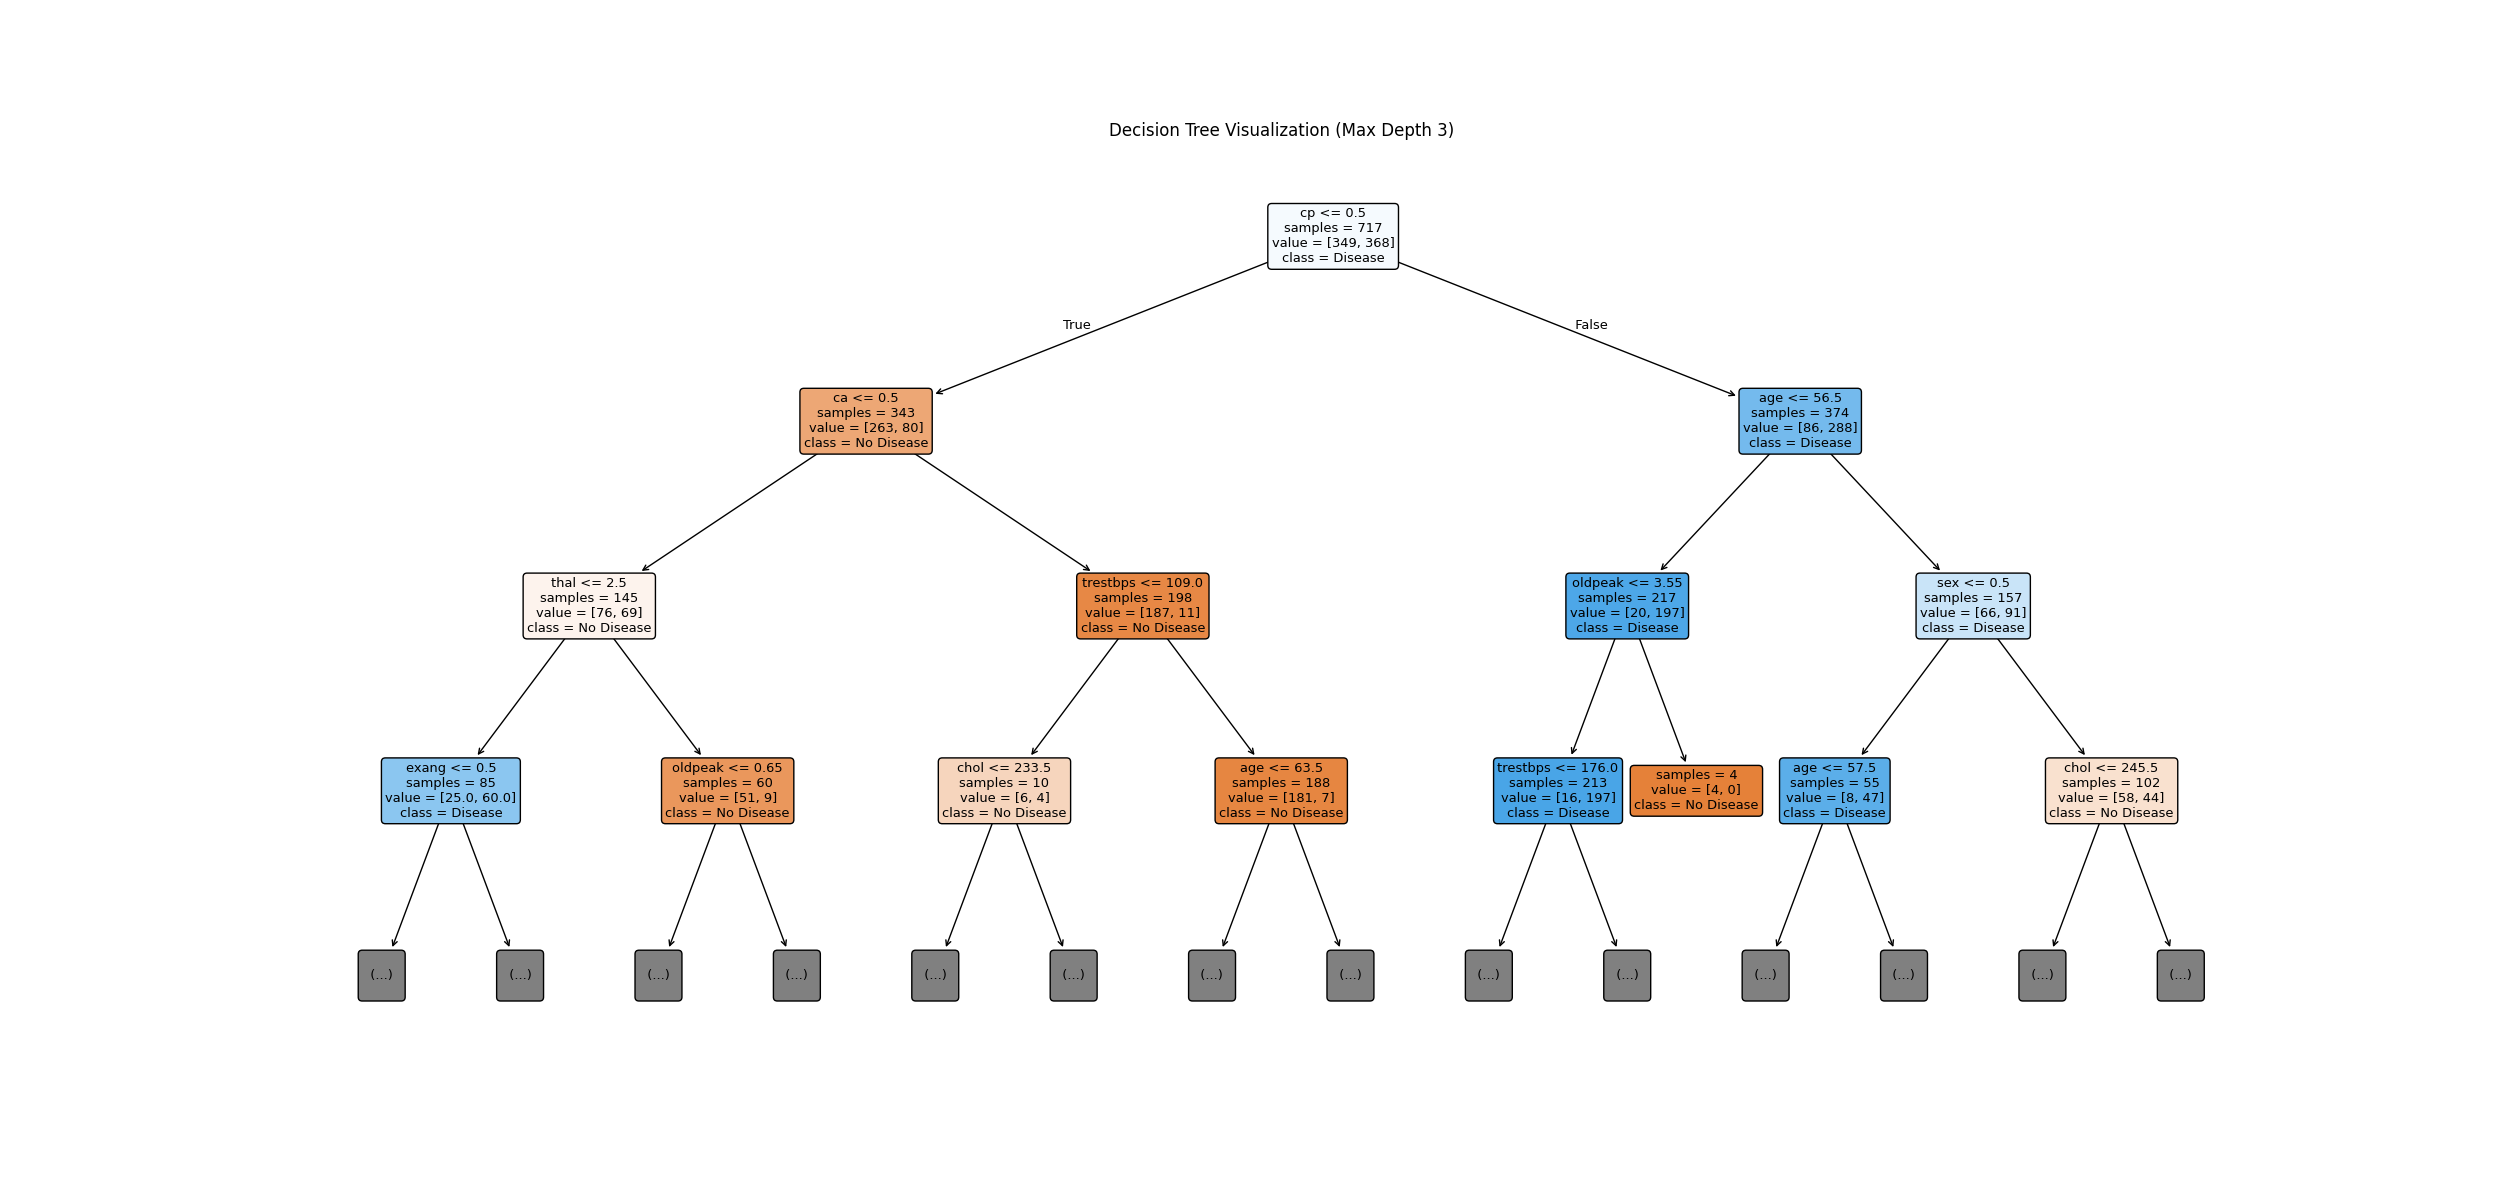 Decision Tree Visualization (Max Depth 3)
cp <= 0.5
samples = 717
value = [349, 368]
class = Disease
True
False
ca <= 0.5
samples = 343
value = [263, 80]
class = No Disease
age <= 56.5
samples = 374
value = [86, 288]
class = Disease
thal <= 2.5
samples = 145
value = [76, 69]
class = No Disease
trestbps <= 109.0
samples = 198
value = [187, 11]
class = No Disease
oldpeak <= 3.55
samples = 217
value = [20, 197]
class = Disease
sex <= 0.5
samples = 157
value = [66, 91]
class = Disease
exang <= 0.5
samples = 85
value = [25.0, 60.0]
class = Disease
oldpeak <= 0.65
samples = 60
value = [51, 9]
class = No Disease
chol <= 233.5
samples = 10
value = [6, 4]
class = No Disease
age <= 63.5
samples = 188
value = [181, 7]
class = No Disease
trestbps <= 176.0
samples = 213
value = [16, 197]
class = Disease
samples = 4
value = [4, 0]
class = No Disease
age <= 57.5
samples = 55
value = [8, 47]
class = Disease
chol <= 245.5
samples = 102
value = [58, 44]
class = No Disease
(...)
(...)
(...)
(...)
(...)
(...)
(...)
(...)
(...)
(...)
(...)
(...)
(...)
(...)